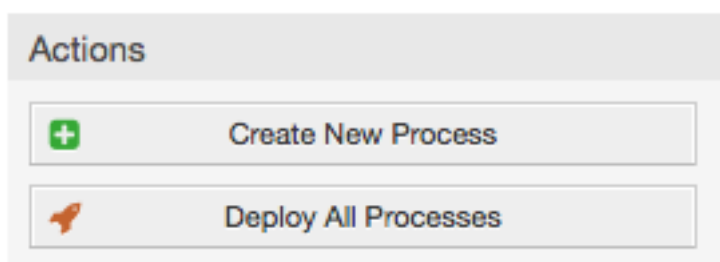 Actions
Create New Process
Deploy All Processes